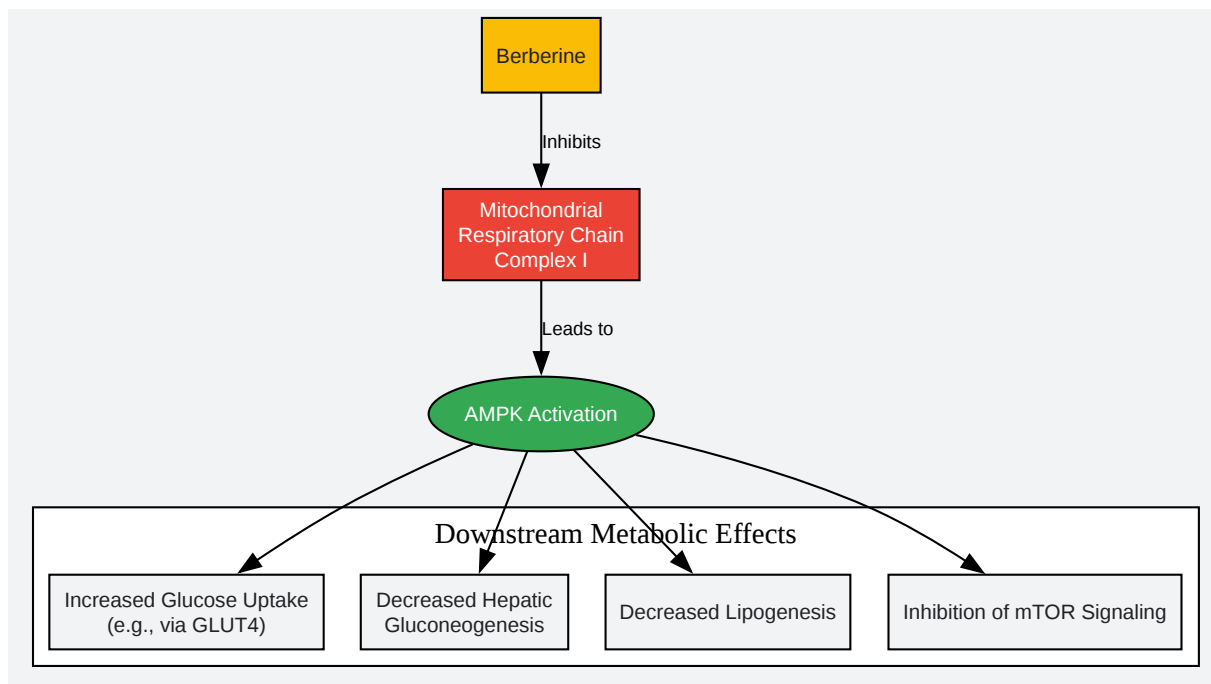 Berberine
Inhibits
Mitochondrial
Respiratory Chain
Complex I
Leads to
AMPK Activation
Downstream Metabolic Effects
Increased Glucose Uptake
(e.g., via GLUT4)
Decreased Hepatic
Gluconeogenesis
Decreased Lipogenesis
Inhibition of mTOR Signaling